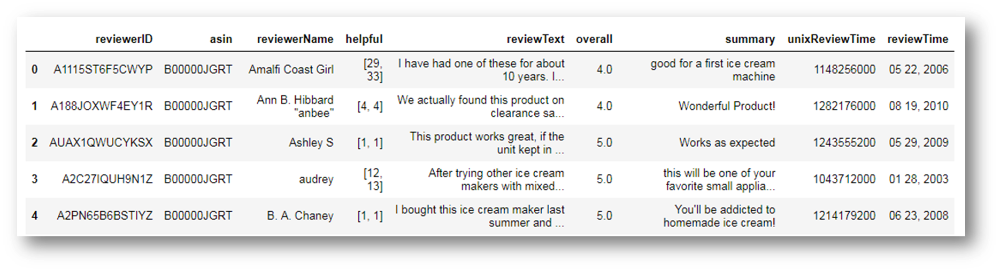 reviewerID asin reviewerName helpful reviewText overall summary unixReviewTime reviewTime
0 A1115ST6F5CWYP B00000JGRT Amalfi Coast Girl [29, 33] I have had one of these for about 10 years. I... 4.0 good for a first ice cream machine 1148256000 05 22, 2006
1 A188JOXWF4EY1R B00000JGRT Ann B. Hibbard "anbee" [4, 4] We actually found this product on clearance sa... 4.0 Wonderful Product! 1282176000 08 19, 2010
2 AUAX1QWUCYKSX B00000JGRT Ashley S [1, 1] This product works great, if the unit kept in ... 5.0 Works as expected 1243555200 05 29, 2009
3 A2C27IQUH9N1Z B00000JGRT audrey [12, 13] After trying other ice cream makers with mixed... 5.0 this will be one of your favorite small applia... 1043712000 01 28, 2003
4 A2PN65B6BSTIYZ B00000JGRT B. A. Chaney [1, 1] I bought this ice cream maker last summer and ... 5.0 You'll be addicted to homemade ice cream! 1214179200 06 23, 2008